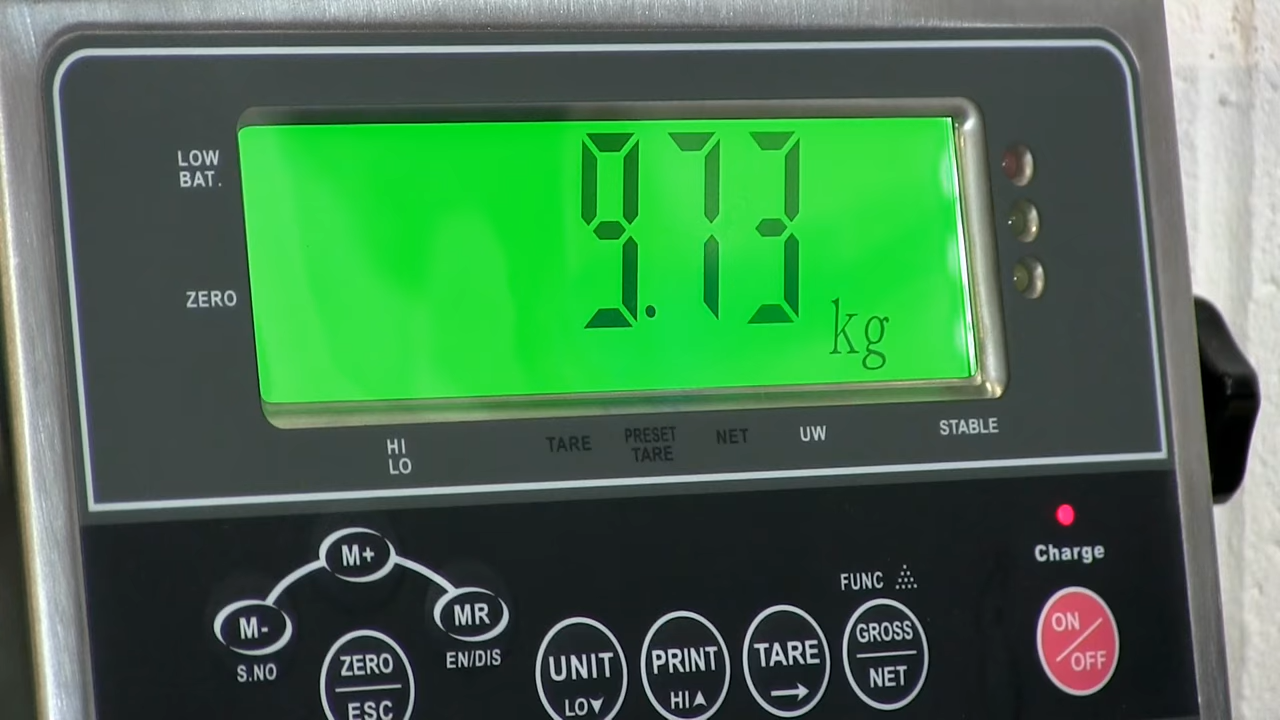 LOW
BAT.
9.73
kg
ZERO
HI
LO
TARE
PRESET
TARE
NET
UW
STABLE
Charge
M+
M-
MR
S.NO
EN/DIS
ZERO
ESC
UNIT
LO
PRINT
HI
TARE
FUNC
GROSS
NET
ON
OFF